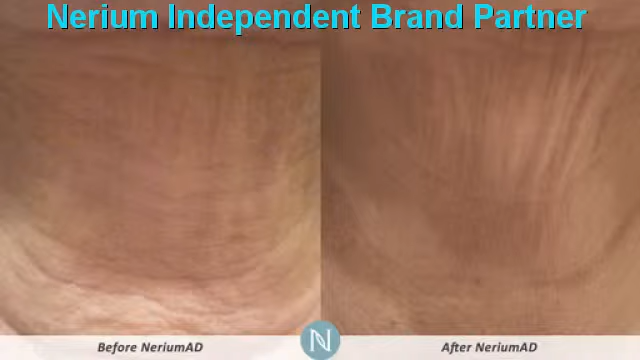 Nerium Independent Brand Partner
Before NeriumAD
N
After NeriumAD